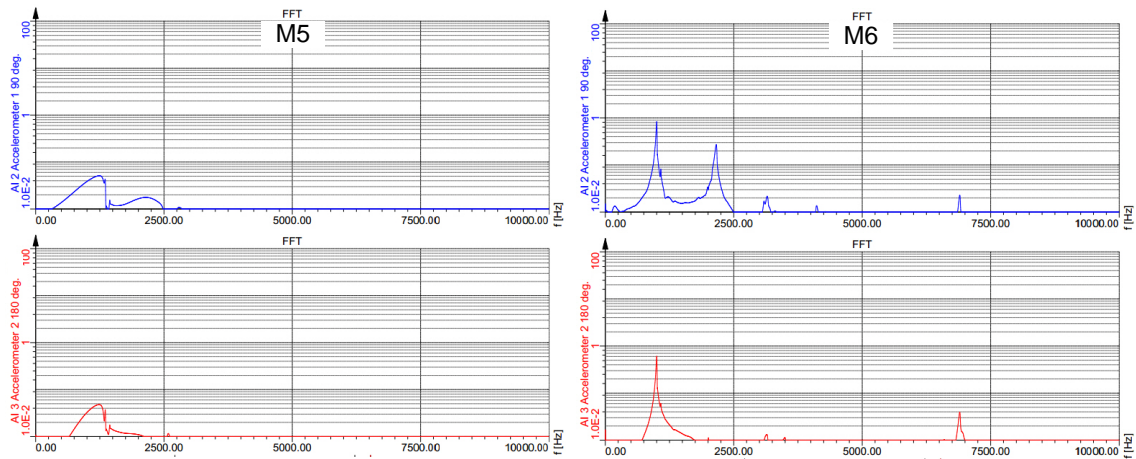 FFT
M5
100
1
1.0E-2
AI 2 Accelerometer 1 90 deg.
0.00 2500.00 5000.00 7500.00 10000.00
f [Hz]
FFT
M6
100
1
1.0E-2
AI 2 Accelerometer 1 90 deg.
0.00 2500.00 5000.00 7500.00 10000.00
f [Hz]
FFT
100
1
1.0E-2
AI 3 Accelerometer 2 180 deg.
0.00 2500.00 5000.00 7500.00 10000.00
f [Hz]
FFT
100
1
1.0E-2
AI 3 Accelerometer 2 180 deg.
0.00 2500.00 5000.00 7500.00 10000.00
f [Hz]